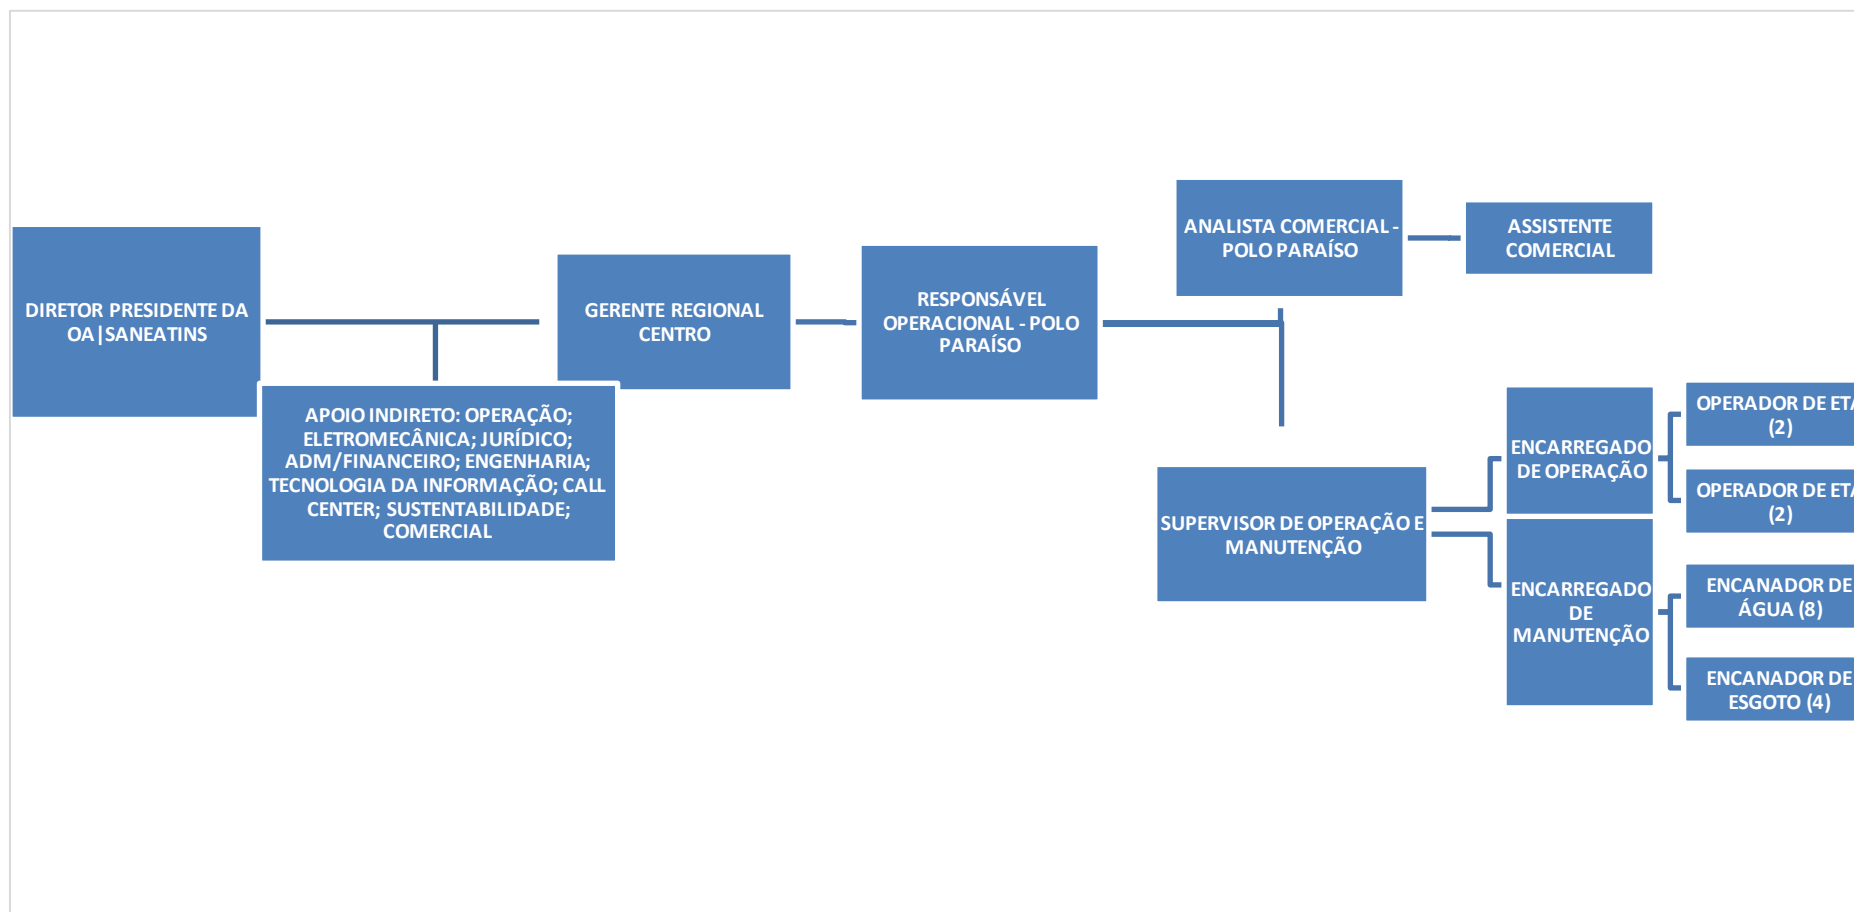 DIRETOR PRESIDENTE DA
OA|SANEATINS
APOIO INDIRETO: OPERAÇÃO;
ELETROMECÂNICA; JURÍDICO;
ADM/FINANCEIRO; ENGENHARIA;
TECNOLOGIA DA INFORMAÇÃO; CALL
CENTER; SUSTENTABILIDADE;
COMERCIAL
GERENTE REGIONAL
CENTRO
RESPONSÁVEL
OPERACIONAL - POLO
PARAÍSO
ANALISTA COMERCIAL -
POLO PARAÍSO
ASSISTENTE
COMERCIAL
SUPERVISOR DE OPERAÇÃO E
MANUTENÇÃO
ENCARREGADO
DE OPERAÇÃO
OPERADOR DE ETA
(2)
OPERADOR DE ETA
(2)
ENCARREGADO
DE
MANUTENÇÃO
ENCANADOR DE
ÁGUA (8)
ENCANADOR DE
ESGOTO (4)